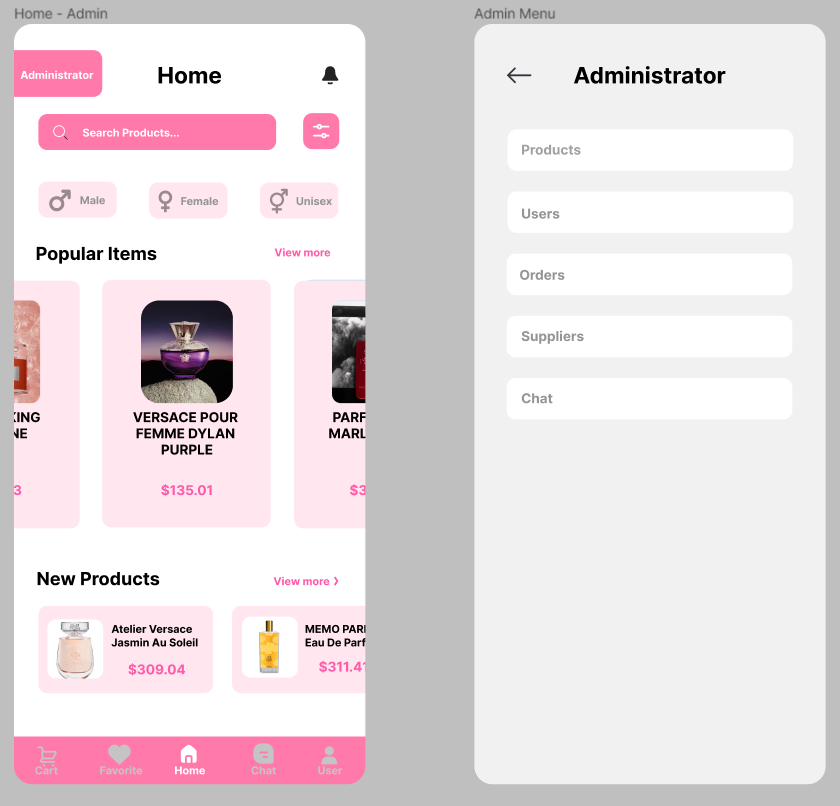 Home - Admin
Administrator
Home
Search Products...
Male
Female
Unisex
Popular Items
View more
KING
NE
3
VERSACE POUR
FEMME DYLAN
PURPLE
$135.01
PARF
MARL
$3
New Products
View more
Atelier Versace
Jasmin Au Soleil
$309.04
MEMO PARI
Eau De Parf
$311.41
Cart
Favorite
Home
Chat
User
Admin Menu
Administrator
Products
Users
Orders
Suppliers
Chat